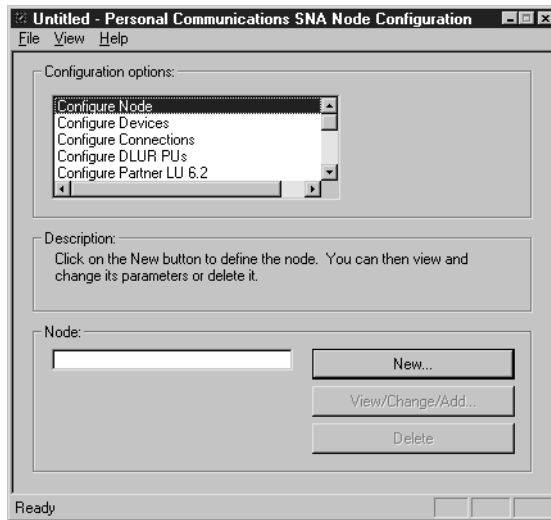 Untitled - Personal Communications SNA Node Configuration
File View Help
Configuration options:
Configure Node
Configure Devices
Configure Connections
Configure DLUR PUs
Configure Partner LU 6.2
Description:
Click on the New button to define the node. You can then view and
change its parameters or delete it.
Node:
New...
View/Change/Add...
Delete
Ready